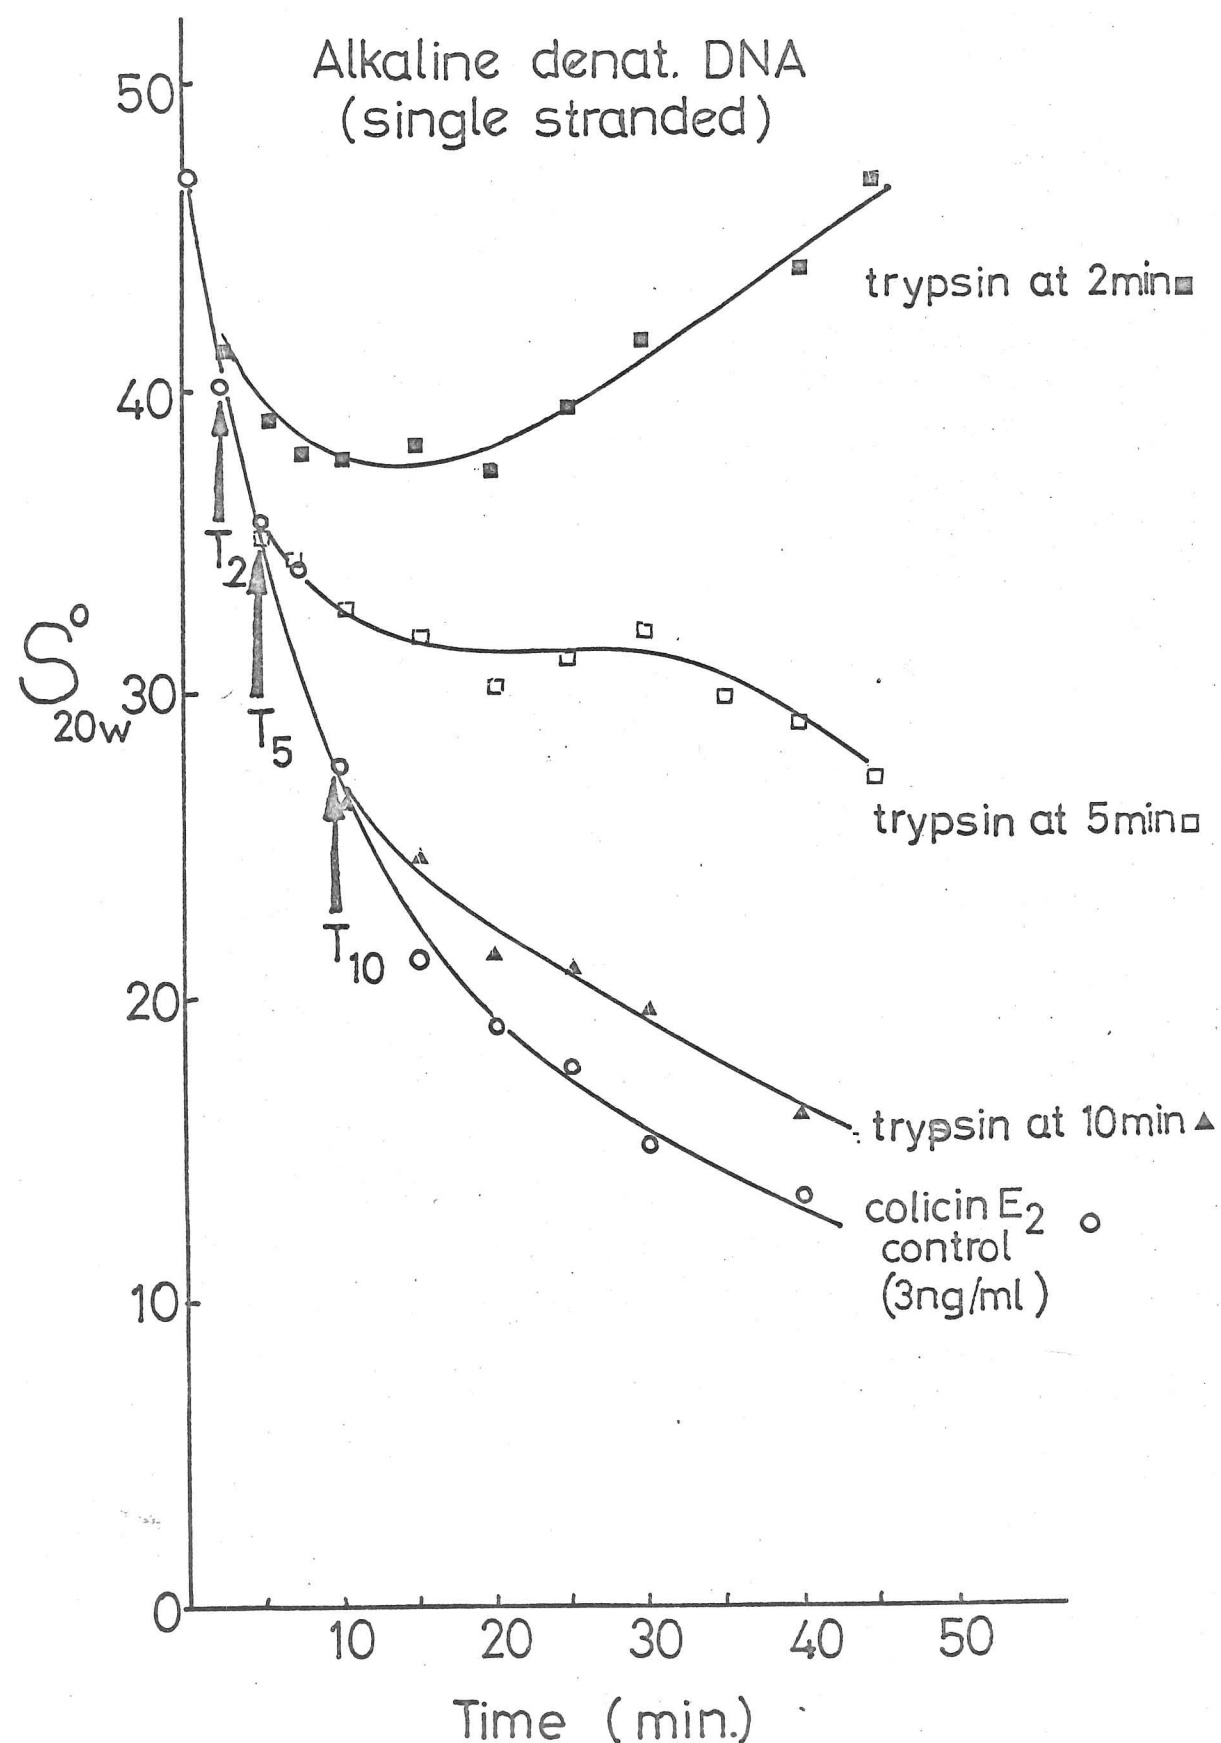 Alkaline denat. DNA
(single stranded)
50
40
30
20
10
0
S°20w
T2
T5
T10
trypsin at 2min
trypsin at 5min
trypsin at 10min
colicin E2
control
(3ng/ml)
10 20 30 40 50
Time (min.)